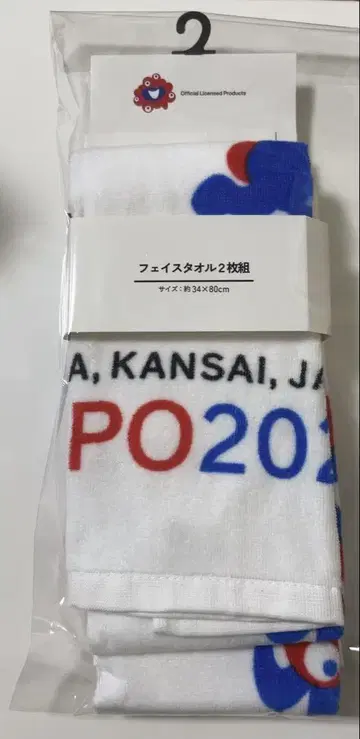 Official Licensed Products
フェイスタオル2枚組
サイズ：約34×80cm
A, KANSAI, JA
PO202